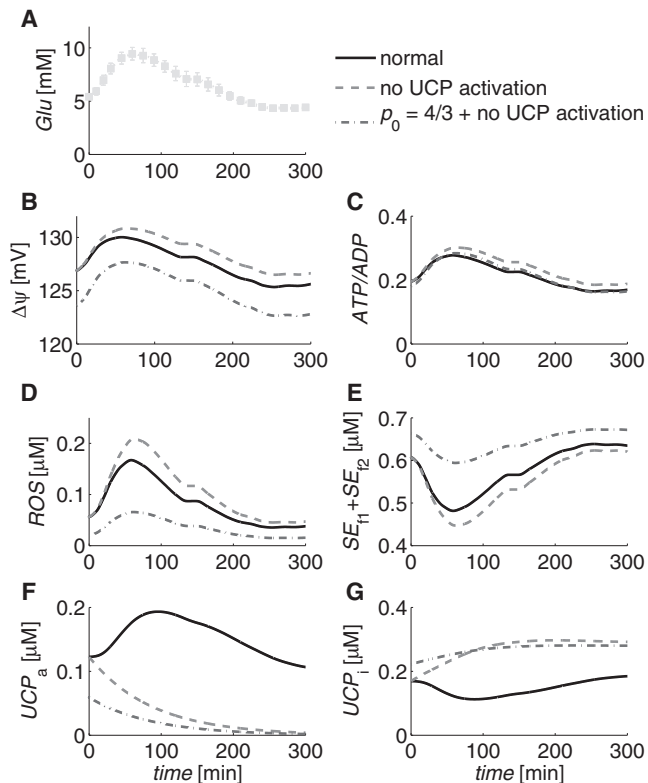 A
Glu [mM]
10
5
0
0
100
200
300
normal
no UCP activation
p0 = 4/3 + no UCP activation
B
Δψ [mV]
130
125
120
0
100
200
300
C
ATP/ADP
0.4
0.2
0
0
100
200
300
D
ROS [μM]
0.2
0.1
0
0
100
200
300
E
SEf1+SEf2 [μM]
0.7
0.6
0.5
0.4
0
100
200
300
F
UCPa [μM]
0.2
0.1
0
0
100
200
300
time [min]
G
UCPi [μM]
0.4
0.2
0
0
100
200
300
time [min]